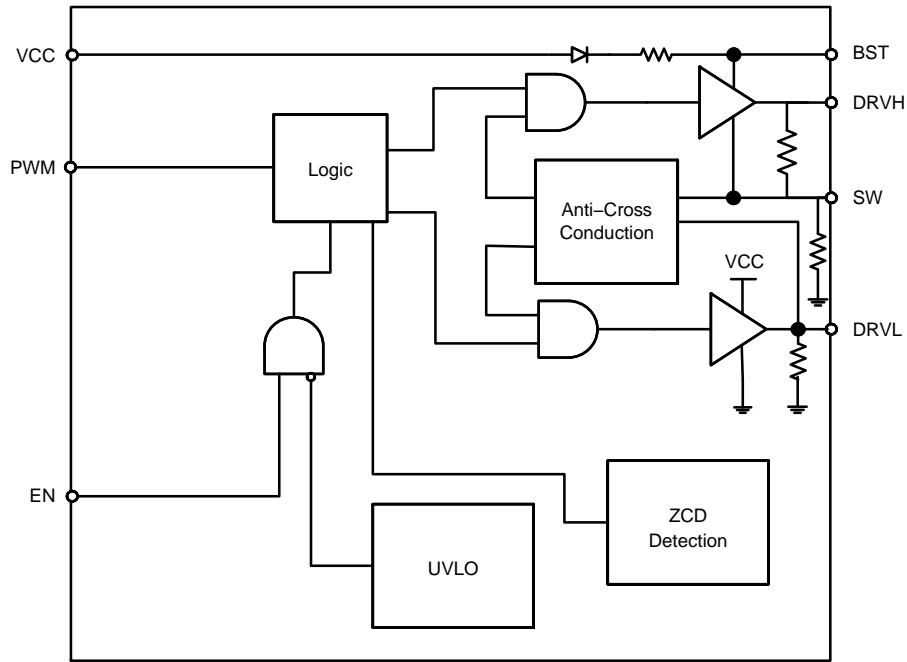 VCC
BST
DRVH
PWM
Logic
SW
Anti–Cross
Conduction
VCC
DRVL
EN
ZCD
Detection
UVLO